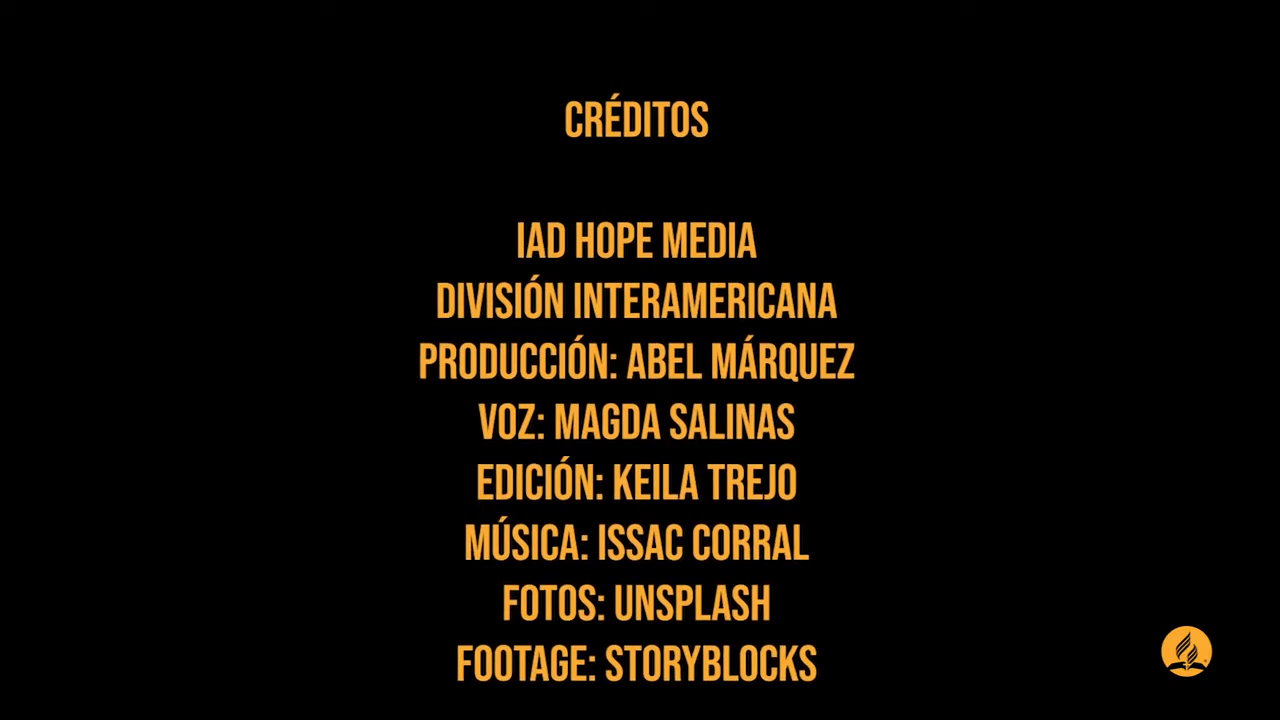 CRÉDITOS
IAD HOPE MEDIA
DIVISIÓN INTERAMERICANA
PRODUCCIÓN: ABEL MÁRQUEZ
VOZ: MAGDA SALINAS
EDICIÓN: KEILA TREJO
MÚSICA: ISSAC CORRAL
FOTOS: UNSPLASH
FOOTAGE: STORYBLOCKS